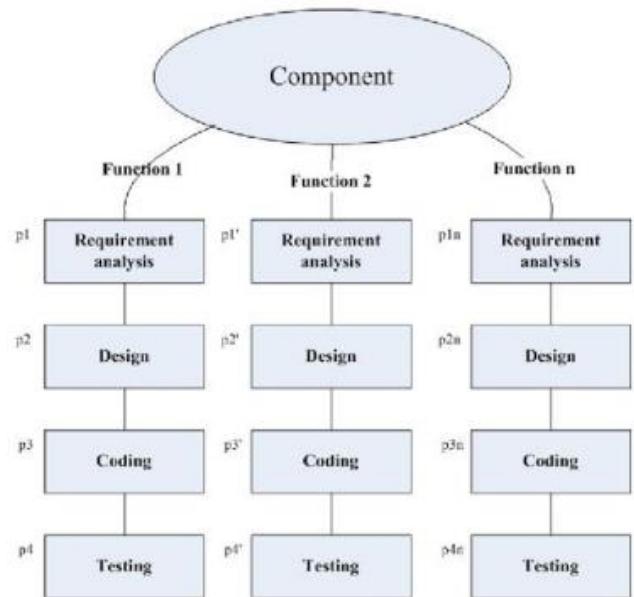 Component
Function 1
Function 2
Function n
p1
Requirement
analysis
p1'
Requirement
analysis
p1n
Requirement
analysis
p2
Design
p2'
Design
p2n
Design
p3
Coding
p3'
Coding
p3n
Coding
p4
Testing
p4'
Testing
p4n
Testing